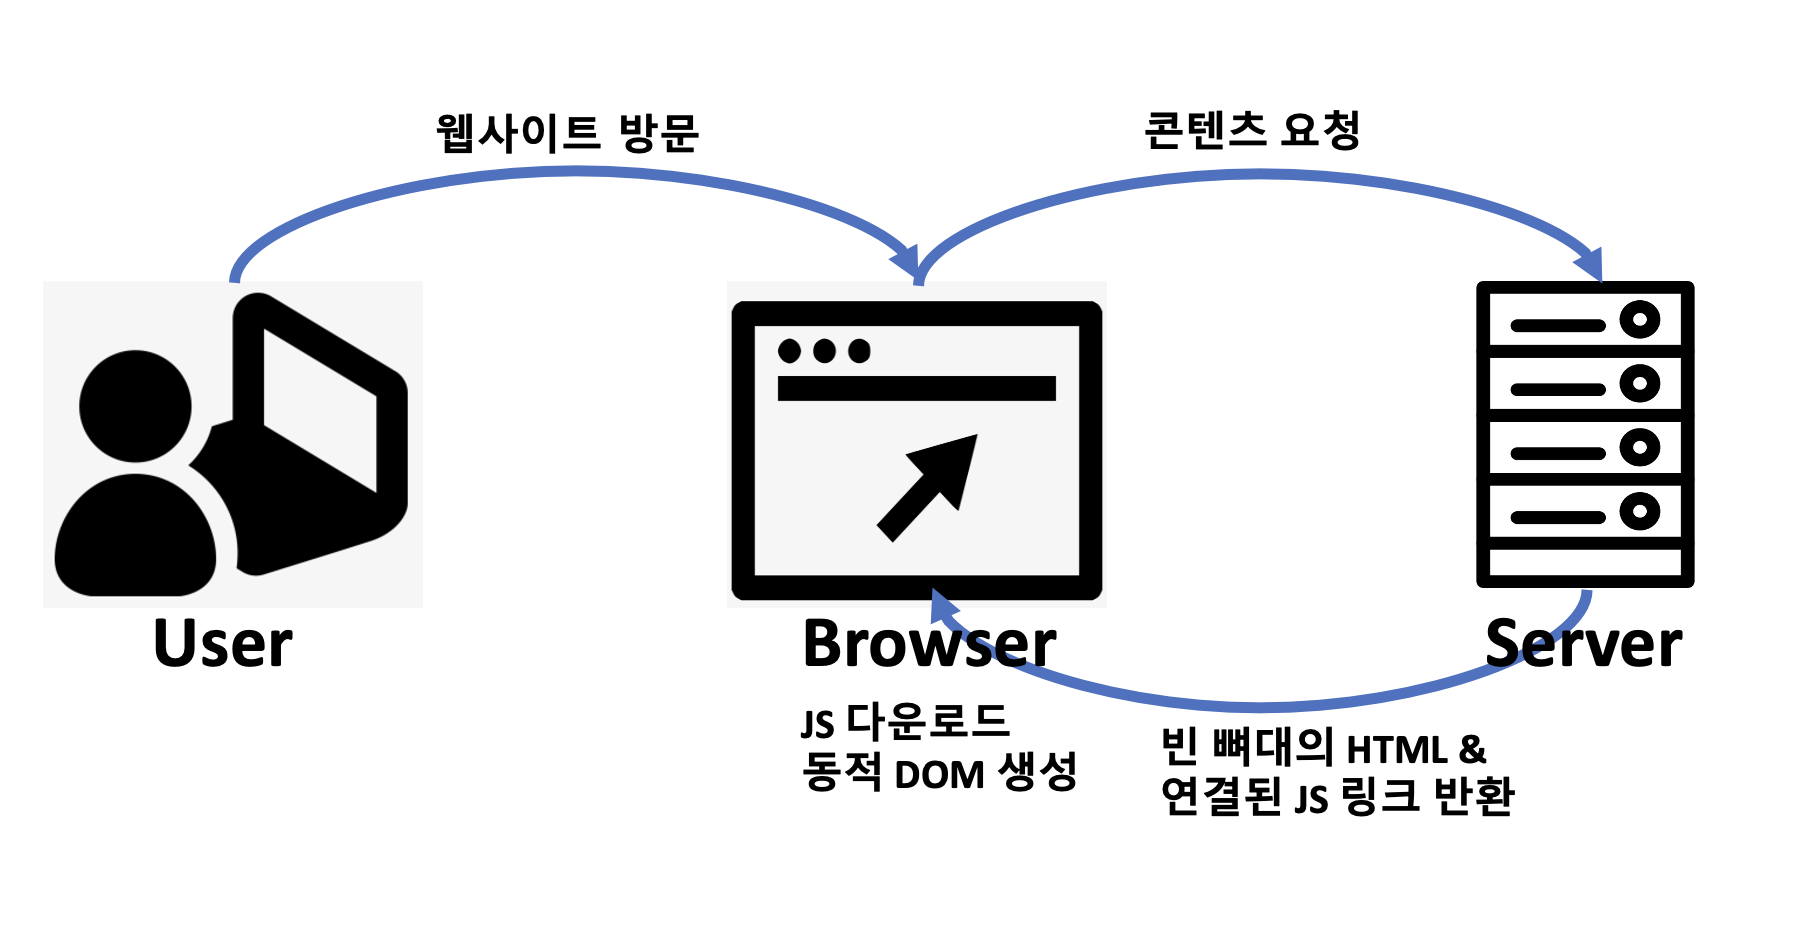 웹사이트 방문
콘텐츠 요청
User
Browser
Server
JS 다운로드
동적 DOM 생성
빈 뼈대의 HTML &
연결된 JS 링크 반환